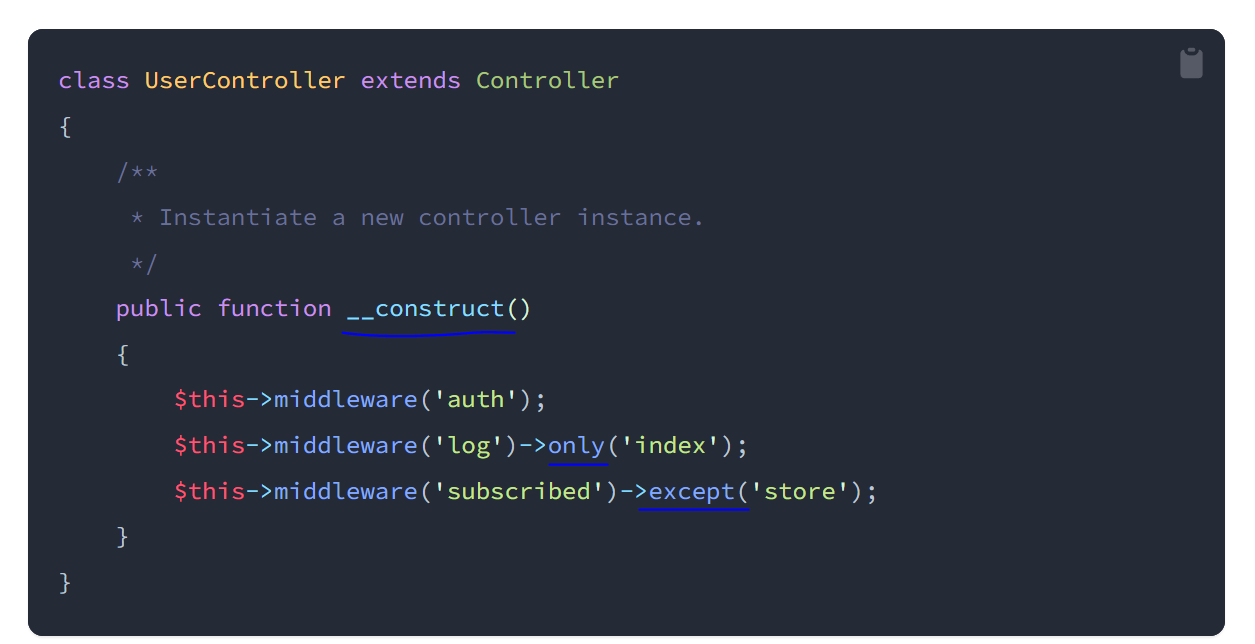 class UserController extends Controller
{
    /**
     * Instantiate a new controller instance.
     */
    public function __construct()
    {
        $this->middleware('auth');
        $this->middleware('log')->only('index');
        $this->middleware('subscribed')->except('store');
    }
}